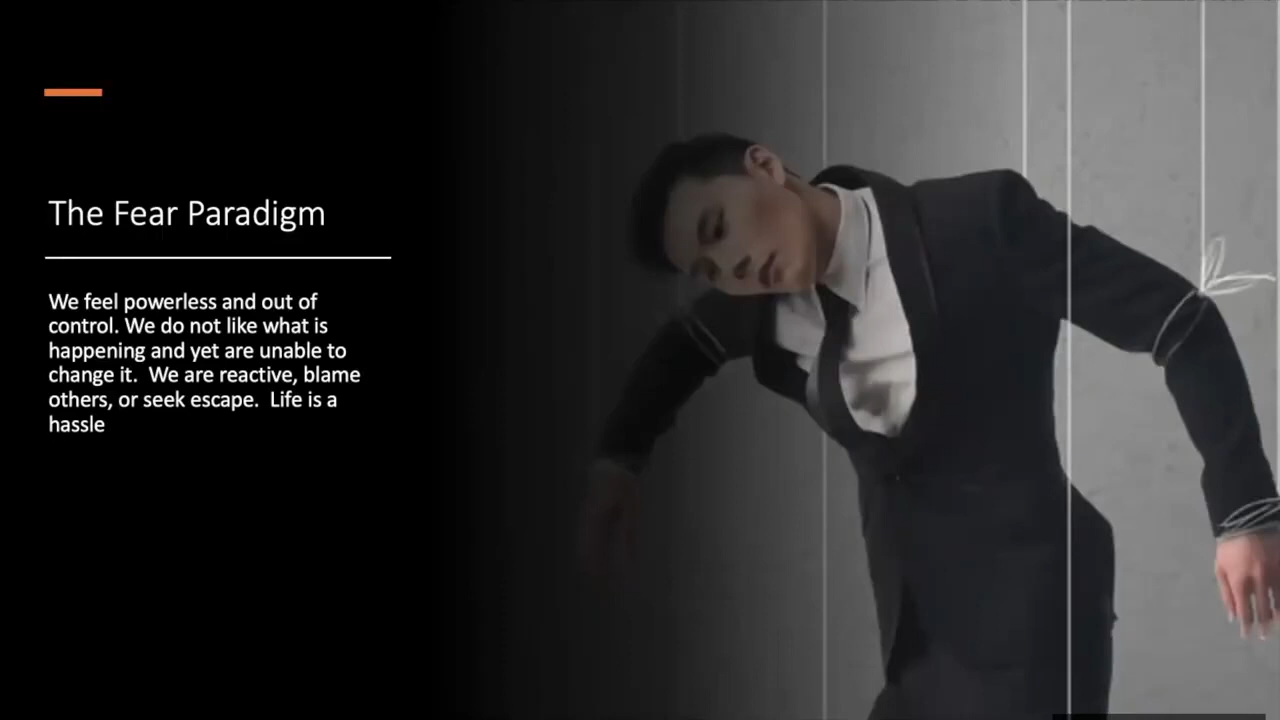 The Fear Paradigm
We feel powerless and out of
control. We do not like what is
happening and yet are unable to
change it.  We are reactive, blame
others, or seek escape.  Life is a
hassle